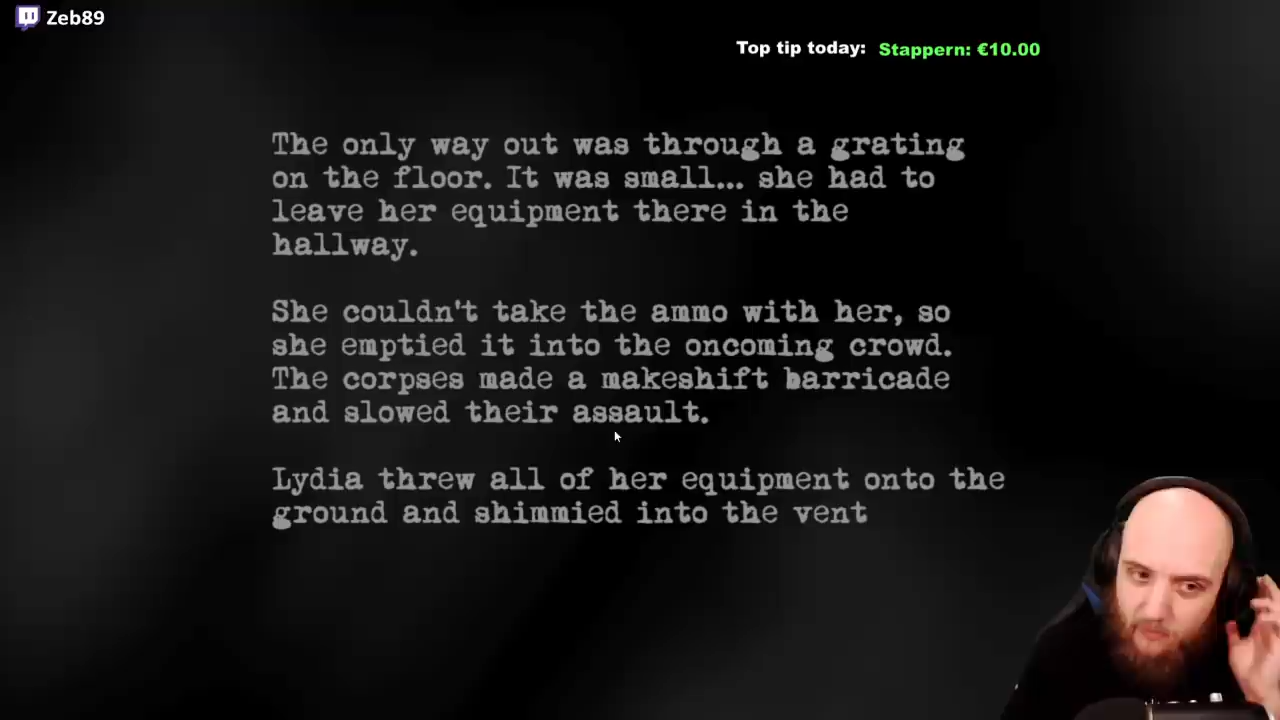 Zeb89
Top tip today: Stappern: €10.00
The only way out was through a grating
on the floor. It was small... she had to
leave her equipment there in the
hallway.
She couldn't take the ammo with her, so
she emptied it into the oncoming crowd.
The corpses made a makeshift barricade
and slowed their assault.
Lydia threw all of her equipment onto the
ground and shimmied into the vent